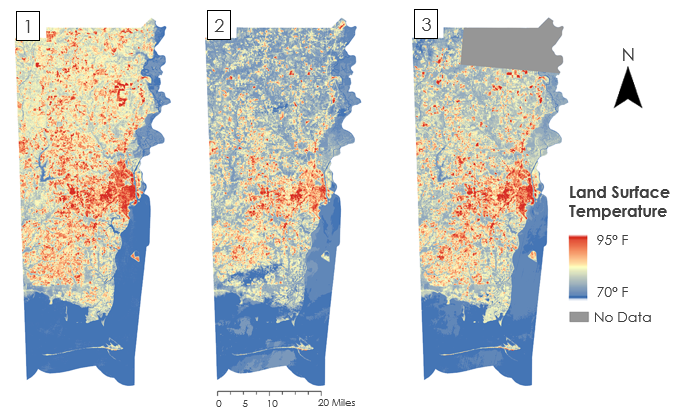 1
2
3
N
Land Surface
Temperature
95° F
70° F
No Data
0 5 10 20 Miles